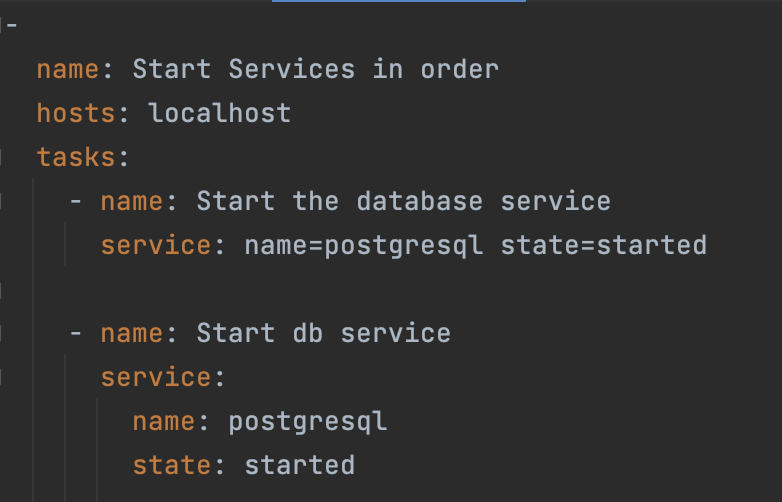 -
name: Start Services in order
hosts: localhost
tasks:
- name: Start the database service
service: name=postgresql state=started
- name: Start db service
service:
name: postgresql
state: started